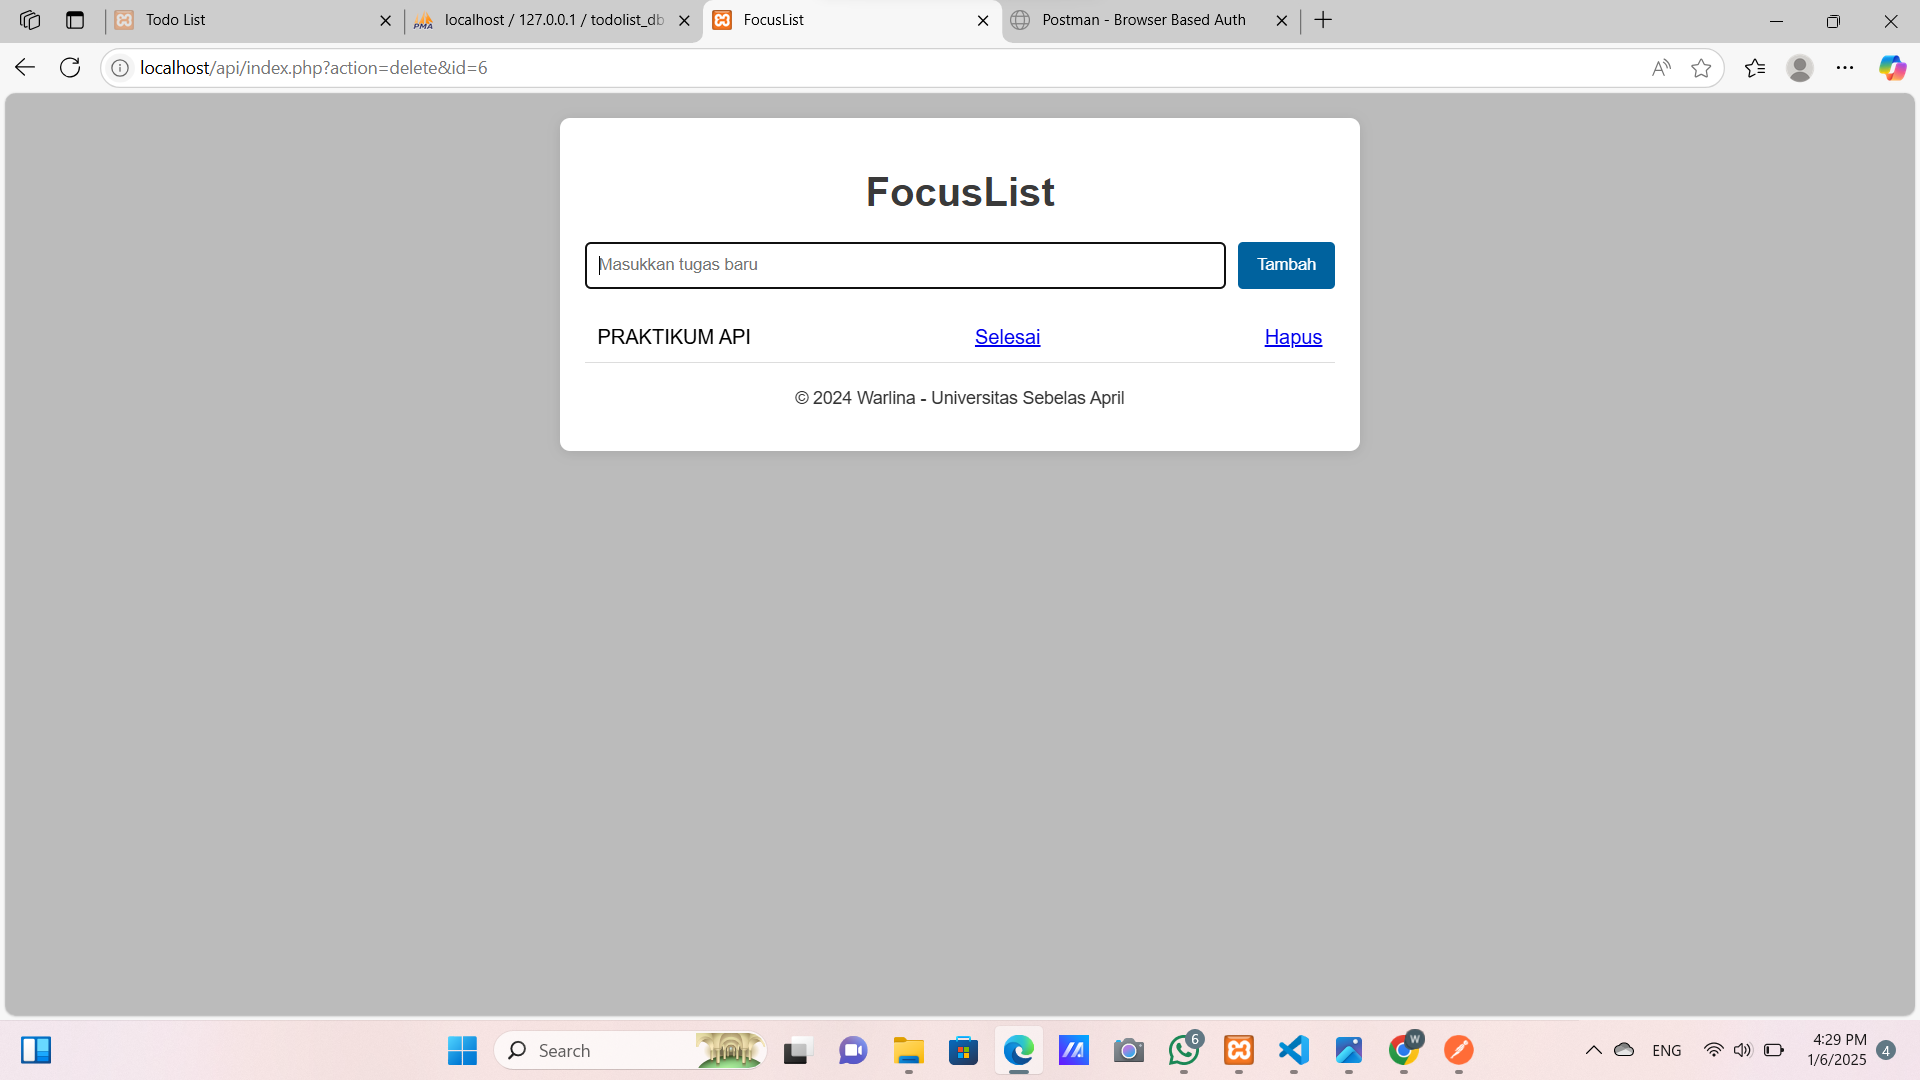 Todo List
localhost / 127.0.0.1 / todolist_db
FocusList
Postman - Browser Based Auth
localhost/api/index.php?action=delete&id=6
FocusList
Masukkan tugas baru
Tambah
PRAKTIKUM API
Selesai
Hapus
© 2024 Warlina - Universitas Sebelas April
Search
6
W
ENG
4:29 PM
1/6/2025
4